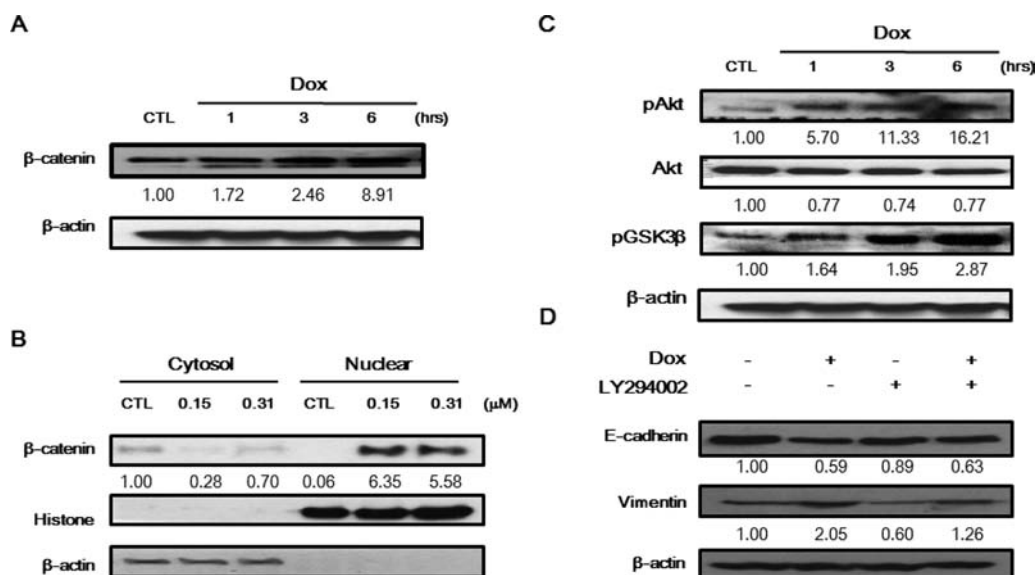 A
Dox
CTL 1 3 6 (hrs)
β-catenin
1.00 1.72 2.46 8.91
β-actin
B
Cytosol Nuclear
CTL 0.15 0.31 CTL 0.15 0.31 (μM)
β-catenin
1.00 0.28 0.70 0.06 6.35 5.58
Histone
β-actin
C
Dox
CTL 1 3 6 (hrs)
pAkt
1.00 5.70 11.33 16.21
Akt
1.00 0.77 0.74 0.77
pGSK3β
1.00 1.64 1.95 2.87
β-actin
D
Dox - + - +
LY294002 - - + +
E-cadherin
1.00 0.59 0.89 0.63
Vimentin
1.00 2.05 0.60 1.26
β-actin